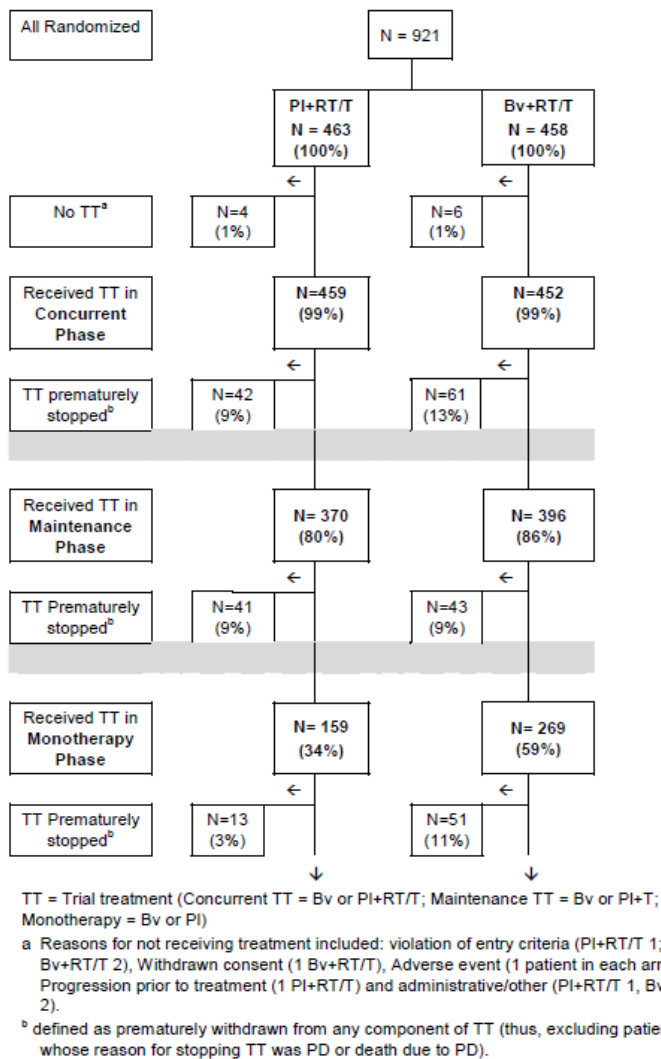 All Randomized
N = 921
Pl+RT/T
N = 463
(100%)
Bv+RT/T
N = 458
(100%)
←
←
No TTᵃ
N=4
(1%)
N=6
(1%)
Received TT in
Concurrent
Phase
N=459
(99%)
N=452
(99%)
←
←
TT prematurely
stoppedᵇ
N=42
(9%)
N=61
(13%)
Received TT in
Maintenance
Phase
N= 370
(80%)
N= 396
(86%)
←
←
TT Prematurely
stoppedᵇ
N=41
(9%)
N=43
(9%)
Received TT in
Monotherapy
Phase
N= 159
(34%)
N= 269
(59%)
←
←
TT Prematurely
stoppedᵇ
N=13
(3%)
N=51
(11%)
↓
↓
TT = Trial treatment (Concurrent TT = Bv or Pl+RT/T; Maintenance TT = Bv or Pl+T;
Monotherapy = Bv or Pl)
a Reasons for not receiving treatment included: violation of entry criteria (Pl+RT/T 1;
Bv+RT/T 2), Withdrawn consent (1 Bv+RT/T), Adverse event (1 patient in each
Progression prior to treatment (1 Pl+RT/T) and administrative/other (Pl+RT/T 1,
2).
ᵇ defined as prematurely withdrawn from any component of TT (thus, excluding
whose reason for stopping TT was PD or death due to PD).